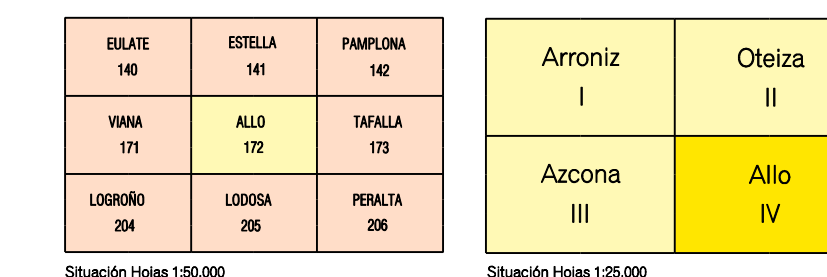 EULATE
140
ESTELLA
141
PAMPLONA
142
VIANA
171
ALLO
172
TAFALLA
173
LOGROÑO
204
LODOSA
205
PERALTA
206
Situación Hojas 1:50.000
Arroniz
I
Oteiza
II
Azcona
III
Allo
IV
Situación Hojas 1:25.000